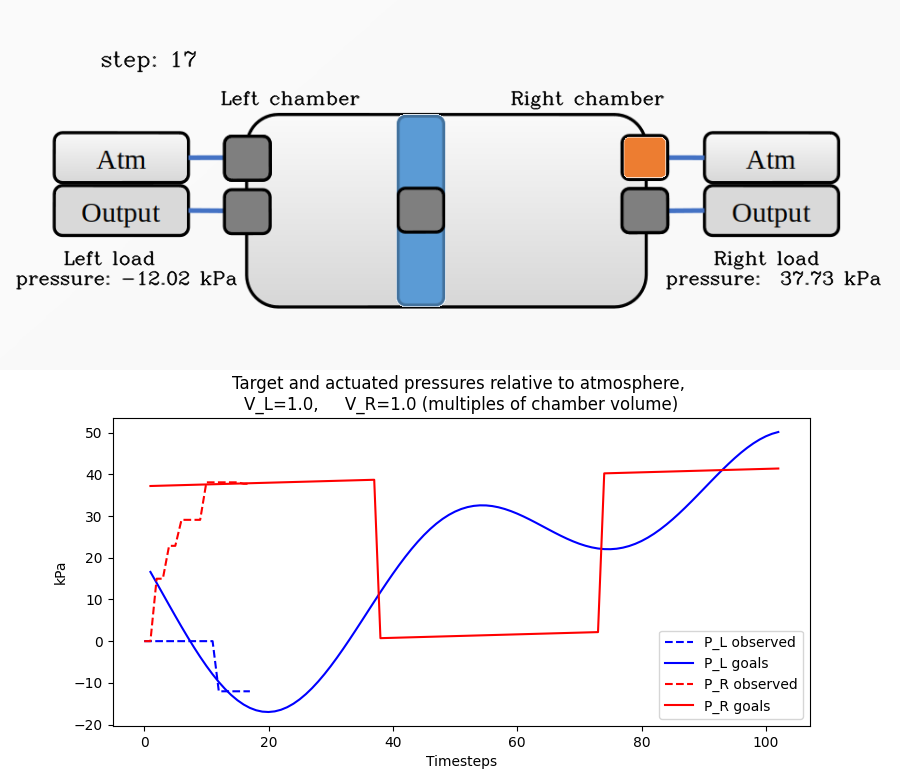 step: 17
Left chamber
Right chamber
Atm
Atm
Output
Output
Left load
pressure: −12.02 kPa
Right load
pressure: 37.73 kPa
Target and actuated pressures relative to atmosphere,
V_L=1.0, V_R=1.0 (multiples of chamber volume)
50
40
30
20
10
0
−10
−20
kPa
0
20
40
60
80
100
Timesteps
P_L observed
P_L goals
P_R observed
P_R goals